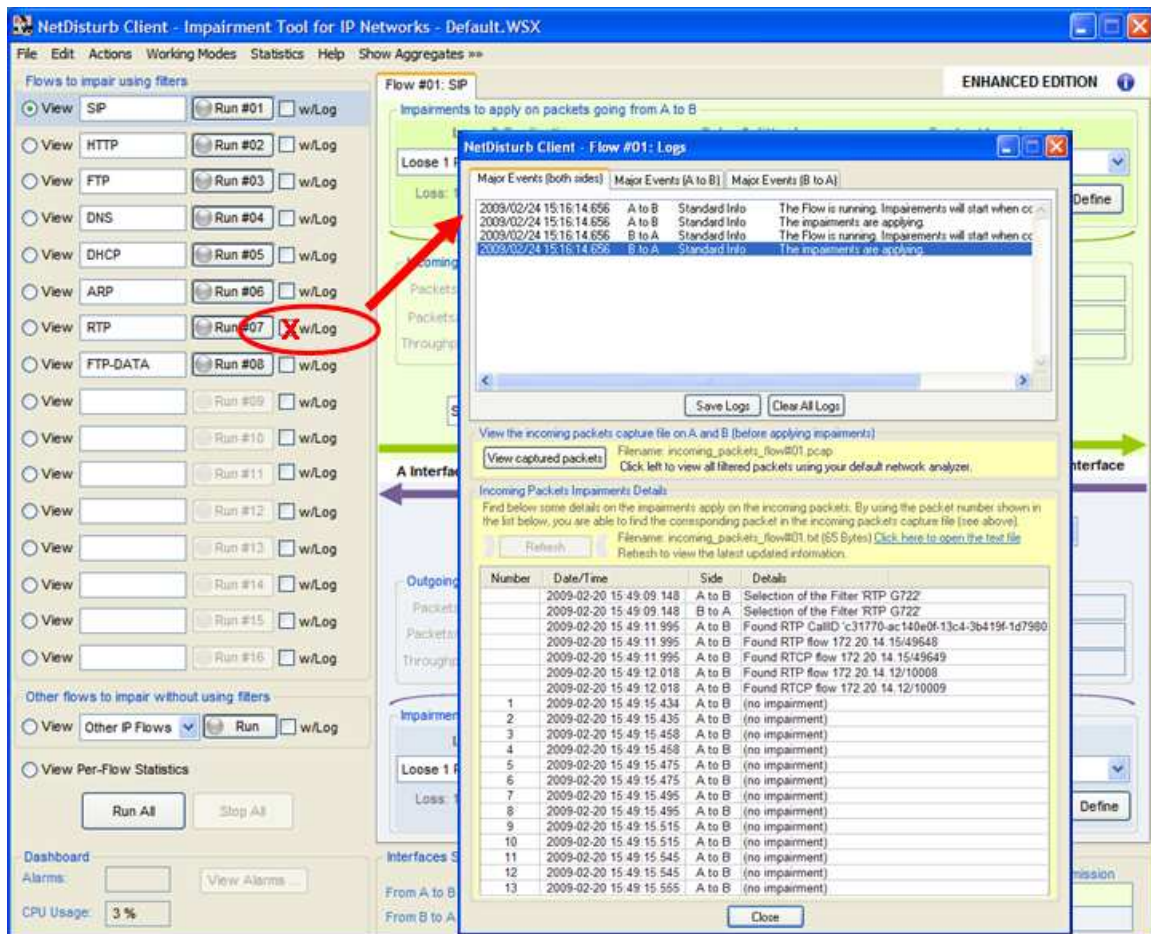 NetDisturb Client - Impairment Tool for IP Networks - Default.WSX
File Edit Actions Working Modes Statistics Help Show Aggregates »»
Flows to impair using filters
View SIP Run #01 w/Log
View HTTP Run #02 w/Log
View FTP Run #03 w/Log
View DNS Run #04 w/Log
View DHCP Run #05 w/Log
View ARP Run #06 w/Log
View RTP Run #07 X w/Log
View FTP-DATA Run #08 w/Log
View Run #09 w/Log
View Run #10 w/Log
View Run #11 w/Log
View Run #12 w/Log
View Run #13 w/Log
View Run #14 w/Log
View Run #15 w/Log
View Run #16 w/Log
Other flows to impair without using filters
View Other IP Flows Run w/Log
View Per-Flow Statistics
Run All Stop All
Dashboard
Alarms: View Alarms ...
CPU Usage: 3 %
Flow #01: SIP
ENHANCED EDITION
Impairments to apply on packets going from A to B
Loose 1
Loss: 1
Define
coming
Packets
Packets
Throughp
S
A Interfa
terface
Outgoing
Packets
Packets
Throughp
Impairmen
Loose 1 P
Loss: 1
Define
Interfaces S
mission
From A to B
From B to A
NetDisturb Client - Flow #01: Logs
Major Events (both sides) Major Events (A to B) Major Events (B to A)
2009/02/24 15:16:14.656 A to B Standard Info The Flow is running. Impairements will start when cc
2009/02/24 15:16:14.656 A to B Standard Info The impairments are applying.
2009/02/24 15:16:14.656 B to A Standard Info The Flow is running. Impairements will start when cc
2009/02/24 15:16:14.656 B to A Standard Info The impairments are applying.
Save Logs Clear All Logs
View the incoming packets capture file on A and B (before applying impairments)
View captured packets
Filename: incoming_packets_flow#01.pcap
Click left to view all filtered packets using your default network analyzer.
Incoming Packets Impairments Details
Find below some details on the impairments apply on the incoming packets. By using the packet number shown in
the list below, you are able to find the corresponding packet in the incoming packets capture file (see above).
Refresh
Filename: incoming_packets_flow#01.txt (65 Bytes) Click here to open the text file
Refresh to view the latest updated information.
Number Date/Time Side Details
2009-02-20 15:49:09.148 A to B Selection of the Filter 'RTP G722'
2009-02-20 15:49:09.148 B to A Selection of the Filter 'RTP G722'
2009-02-20 15:49:11.995 A to B Found RTP CallID 'c31770-ac140e0f-13c4-3b419f-1d7980
2009-02-20 15:49:11.995 A to B Found RTP flow 172.20.14.15/49648
2009-02-20 15:49:11.995 A to B Found RTCP flow 172.20.14.15/49649
2009-02-20 15:49:12.018 A to B Found RTP flow 172.20.14.12/10008
2009-02-20 15:49:12.018 A to B Found RTCP flow 172.20.14.12/10009
1 2009-02-20 15:49:15.434 A to B (no impairment)
2 2009-02-20 15:49:15.435 A to B (no impairment)
3 2009-02-20 15:49:15.458 A to B (no impairment)
4 2009-02-20 15:49:15.458 A to B (no impairment)
5 2009-02-20 15:49:15.475 A to B (no impairment)
6 2009-02-20 15:49:15.475 A to B (no impairment)
7 2009-02-20 15:49:15.495 A to B (no impairment)
8 2009-02-20 15:49:15.495 A to B (no impairment)
9 2009-02-20 15:49:15.515 A to B (no impairment)
10 2009-02-20 15:49:15.515 A to B (no impairment)
11 2009-02-20 15:49:15.545 A to B (no impairment)
12 2009-02-20 15:49:15.545 A to B (no impairment)
13 2009-02-20 15:49:15.555 A to B (no impairment)
Close